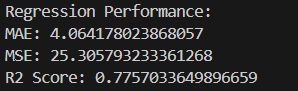 Regression Performance:
MAE: 4.064178023868057
MSE: 25.305793233361268
R2 Score: 0.7757033649896659